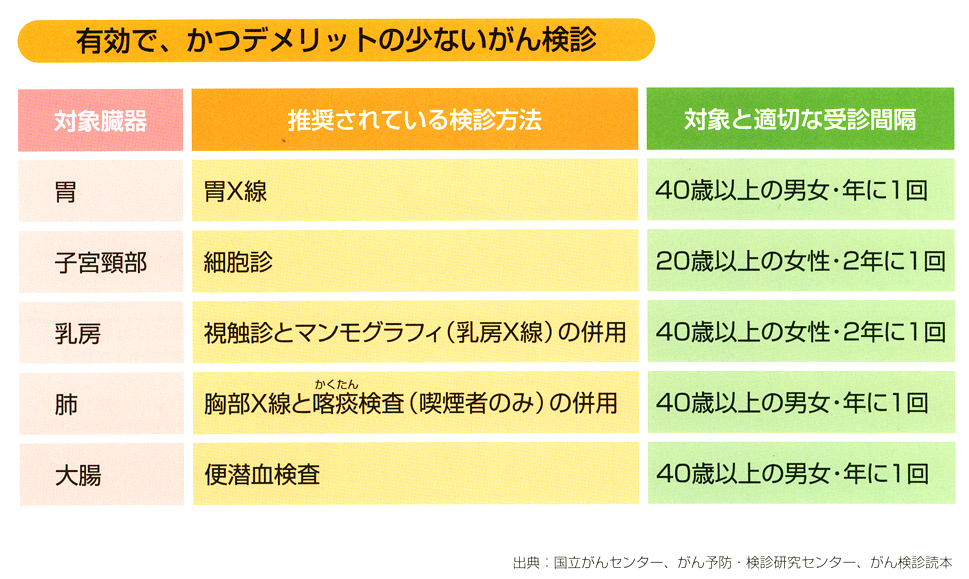 有効で、かつデメリットの少ないがん検診
対象臓器 推奨されている検診方法 対象と適切な受診間隔
胃 胃X線 40歳以上の男女・年に1回
子宮頸部 細胞診 20歳以上の女性・2年に1回
乳房 視触診とマンモグラフィ（乳房X線）の併用 40歳以上の女性・2年に1回
かくたん
肺 胸部X線と喀痰検査（喫煙者のみ）の併用 40歳以上の男女・年に1回
大腸 便潜血検査 40歳以上の男女・年に1回
出典：国立がんセンター、がん予防・検診研究センター、がん検診読本